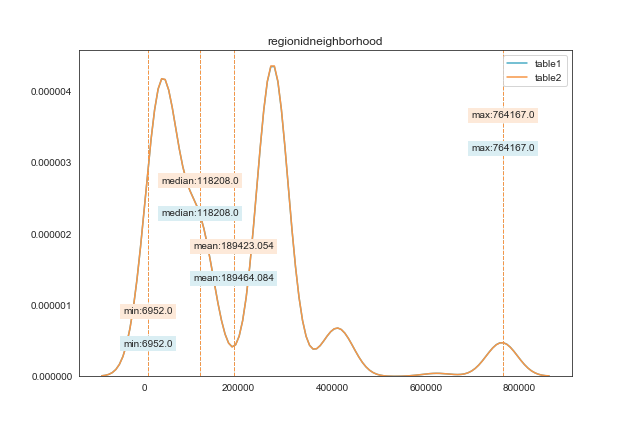 regionidneighborhood
table1
table2
0.000004
0.000003
0.000002
0.000001
0.000000
max:764167.0
max:764167.0
median:118208.0
median:118208.0
mean:189423.054
mean:189464.084
min:6952.0
min:6952.0
0
200000
400000
600000
800000